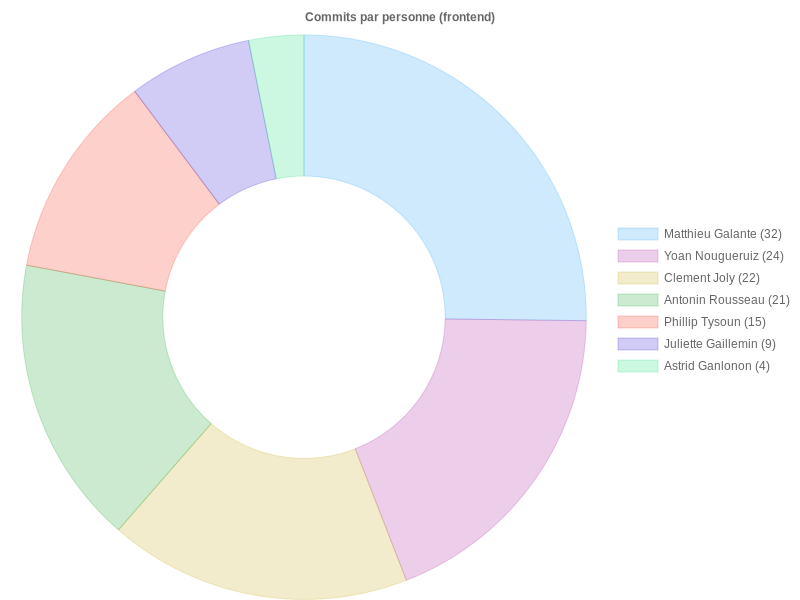 Commits par personne (frontend)
Matthieu Galante (32)
Yoan Nougueruiz (24)
Clement Joly (22)
Antonin Rousseau (21)
Phillip Tysoun (15)
Juliette Gaillemin (9)
Astrid Ganlonon (4)